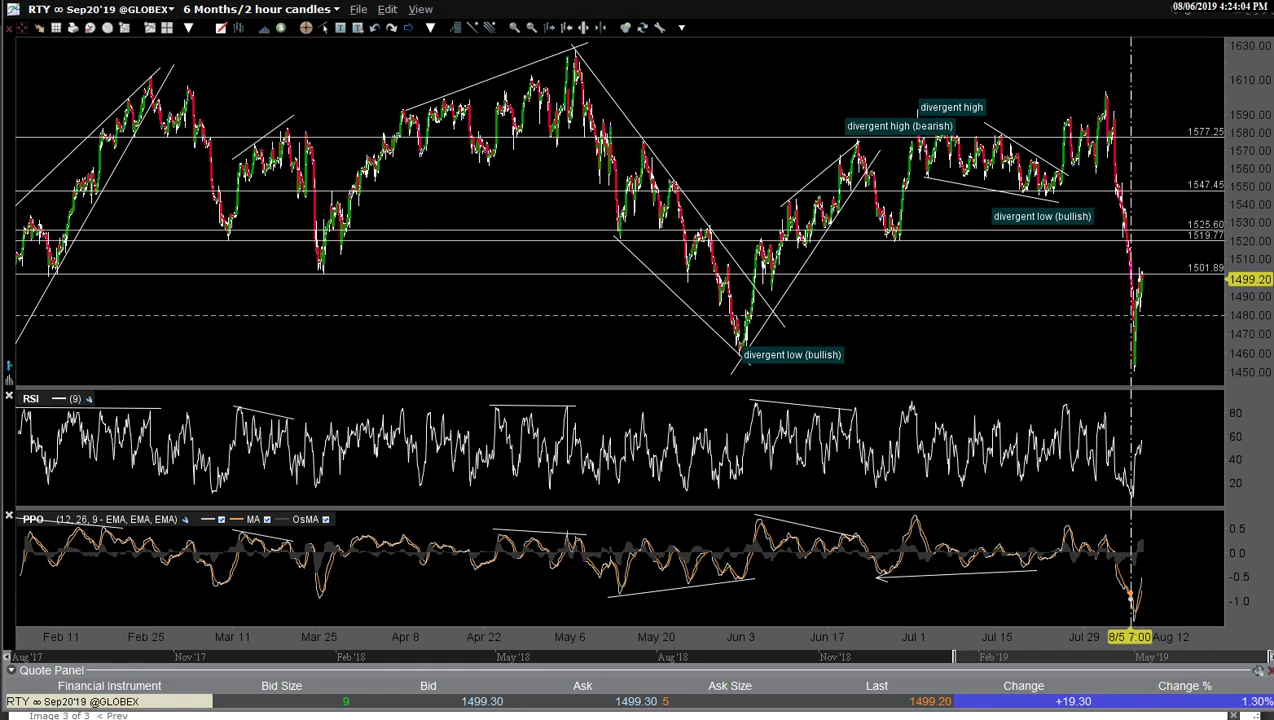 RTY ∞ Sep20'19 @GLOBEX 6 Months/2 hour candles File Edit View
08/06/2019 4:24:04 PM
1630.00
1610.00
1590.00
1580.00
1570.00
1560.00
1550.00
1540.00
1530.00
1520.00
1510.00
1499.20
1490.00
1480.00
1470.00
1460.00
1450.00
1577.25
1547.45
1525.60
1519.77
1501.89
divergent high
divergent high (bearish)
divergent low (bullish)
divergent low (bullish)
RSI (9)
80
60
40
20
PPO (12, 26, 9 - EMA, EMA, EMA) MA OsMA
0.5
0.0
-0.5
-1.0
Feb 11 Feb 25 Mar 11 Mar 25 Apr 8 Apr 22 May 6 May 20 Jun 3 Jun 17 Jul 1 Jul 15 Jul 29 8/5 7:00 Aug 12
Aug '17 Nov '17 Feb '18 May '18 Aug '18 Nov '18 Feb '19 May '19
Quote Panel
Financial Instrument Bid Size Bid Ask Ask Size Last Change Change %
RTY ∞ Sep20'19 @GLOBEX 9 1499.30 1499.30 5 1499.20 +19.30 1.30%
Image 3 of 3 < Prev